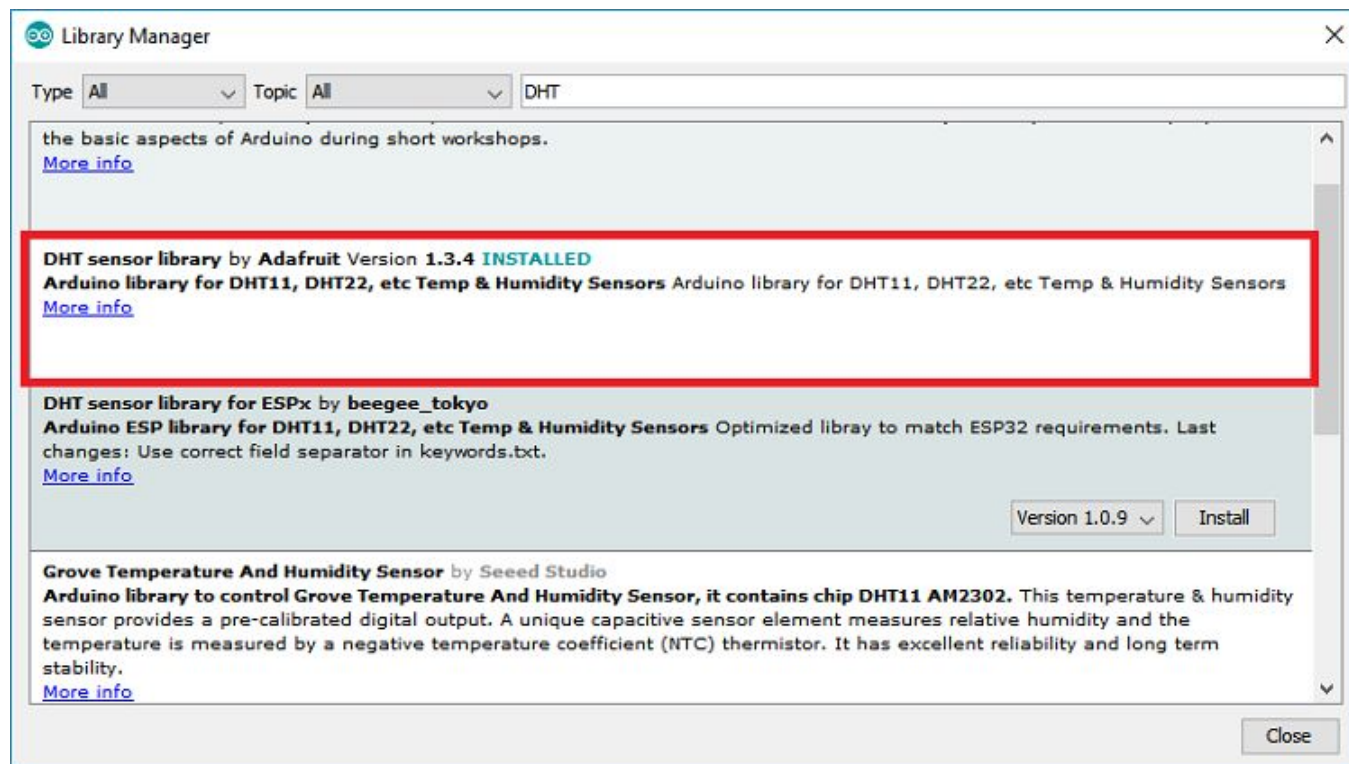 Library Manager
Type All Topic All DHT
the basic aspects of Arduino during short workshops.
More info
DHT sensor library by Adafruit Version 1.3.4 INSTALLED
Arduino library for DHT11, DHT22, etc Temp & Humidity Sensors Arduino library for DHT11, DHT22, etc Temp & Humidity Sensors
More info
DHT sensor library for ESPx by beegee_tokyo
Arduino ESP library for DHT11, DHT22, etc Temp & Humidity Sensors Optimized libray to match ESP32 requirements. Last
changes: Use correct field separator in keywords.txt.
More info
Version 1.0.9 Install
Grove Temperature And Humidity Sensor by Seeed Studio
Arduino library to control Grove Temperature And Humidity Sensor, it contains chip DHT11 AM2302. This temperature & humidity
sensor provides a pre-calibrated digital output. A unique capacitive sensor element measures relative humidity and the
temperature is measured by a negative temperature coefficient (NTC) thermistor. It has excellent reliability and long term
stability.
More info
Close